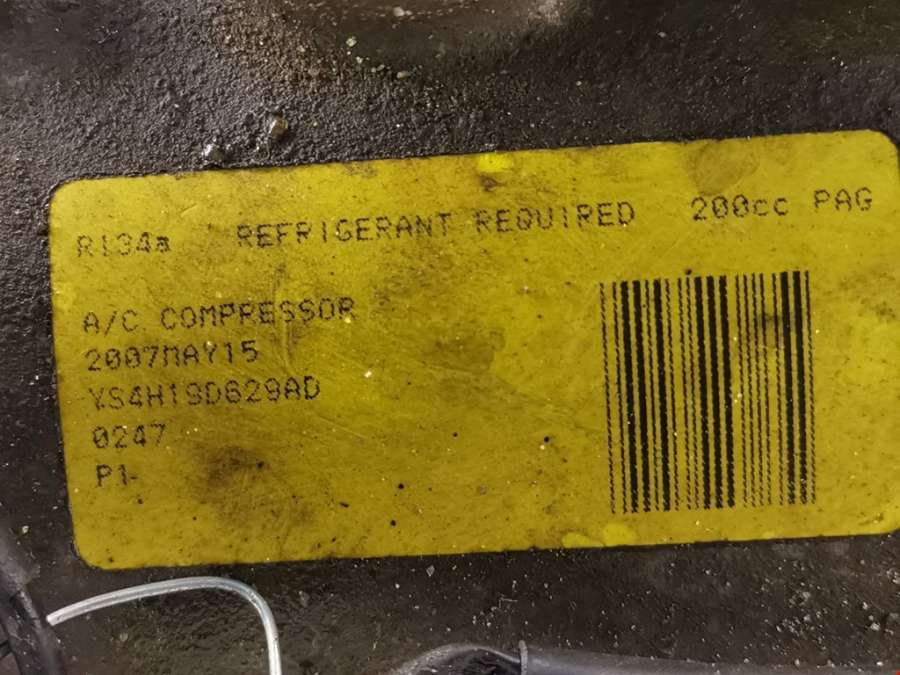 R134a REFRIGERANT REQUIRED 200cc PAG
A/C COMPRESSOR
2007MAY15
YS4H19D629AD
0247
P1